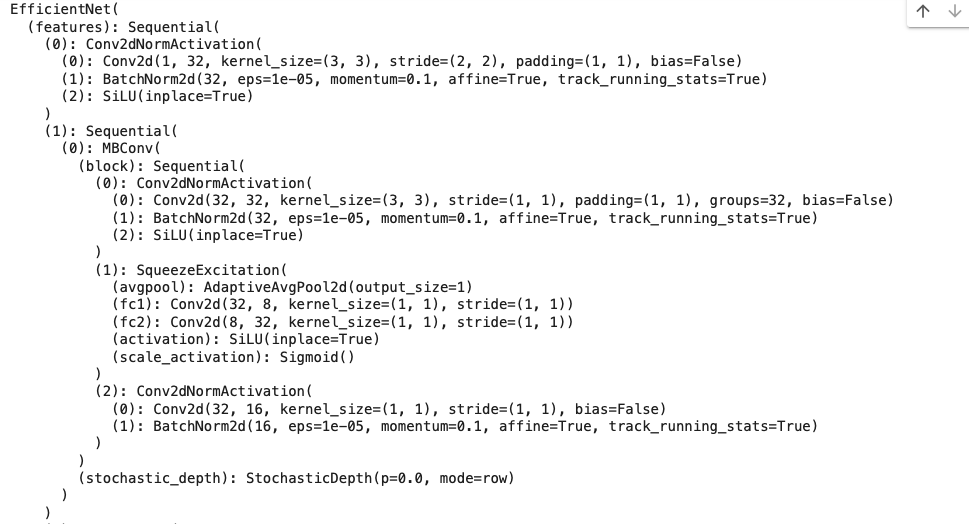 EfficientNet(
  (features): Sequential(
    (0): Conv2dNormActivation(
      (0): Conv2d(1, 32, kernel_size=(3, 3), stride=(2, 2), padding=(1, 1), bias=False)
      (1): BatchNorm2d(32, eps=1e-05, momentum=0.1, affine=True, track_running_stats=True)
      (2): SiLU(inplace=True)
    )
    (1): Sequential(
      (0): MBConv(
        (block): Sequential(
          (0): Conv2dNormActivation(
            (0): Conv2d(32, 32, kernel_size=(3, 3), stride=(1, 1), padding=(1, 1), groups=32, bias=False)
            (1): BatchNorm2d(32, eps=1e-05, momentum=0.1, affine=True, track_running_stats=True)
            (2): SiLU(inplace=True)
          )
          (1): SqueezeExcitation(
            (avgpool): AdaptiveAvgPool2d(output_size=1)
            (fc1): Conv2d(32, 8, kernel_size=(1, 1), stride=(1, 1))
            (fc2): Conv2d(8, 32, kernel_size=(1, 1), stride=(1, 1))
            (activation): SiLU(inplace=True)
            (scale_activation): Sigmoid()
          )
          (2): Conv2dNormActivation(
            (0): Conv2d(32, 16, kernel_size=(1, 1), stride=(1, 1), bias=False)
            (1): BatchNorm2d(16, eps=1e-05, momentum=0.1, affine=True, track_running_stats=True)
          )
        )
        (stochastic_depth): StochasticDepth(p=0.0, mode=row)
      )
    )